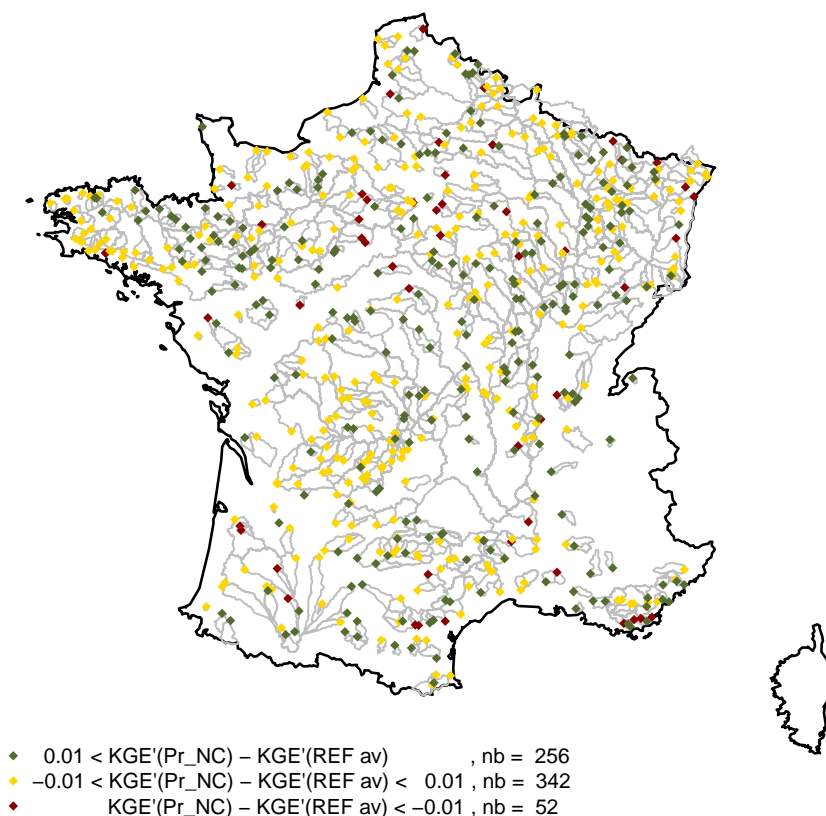 0.01 < KGE'(Pr_NC) − KGE'(REF av) , nb = 256
−0.01 < KGE'(Pr_NC) − KGE'(REF av) < 0.01 , nb = 342
KGE'(Pr_NC) − KGE'(REF av) < −0.01 , nb = 52